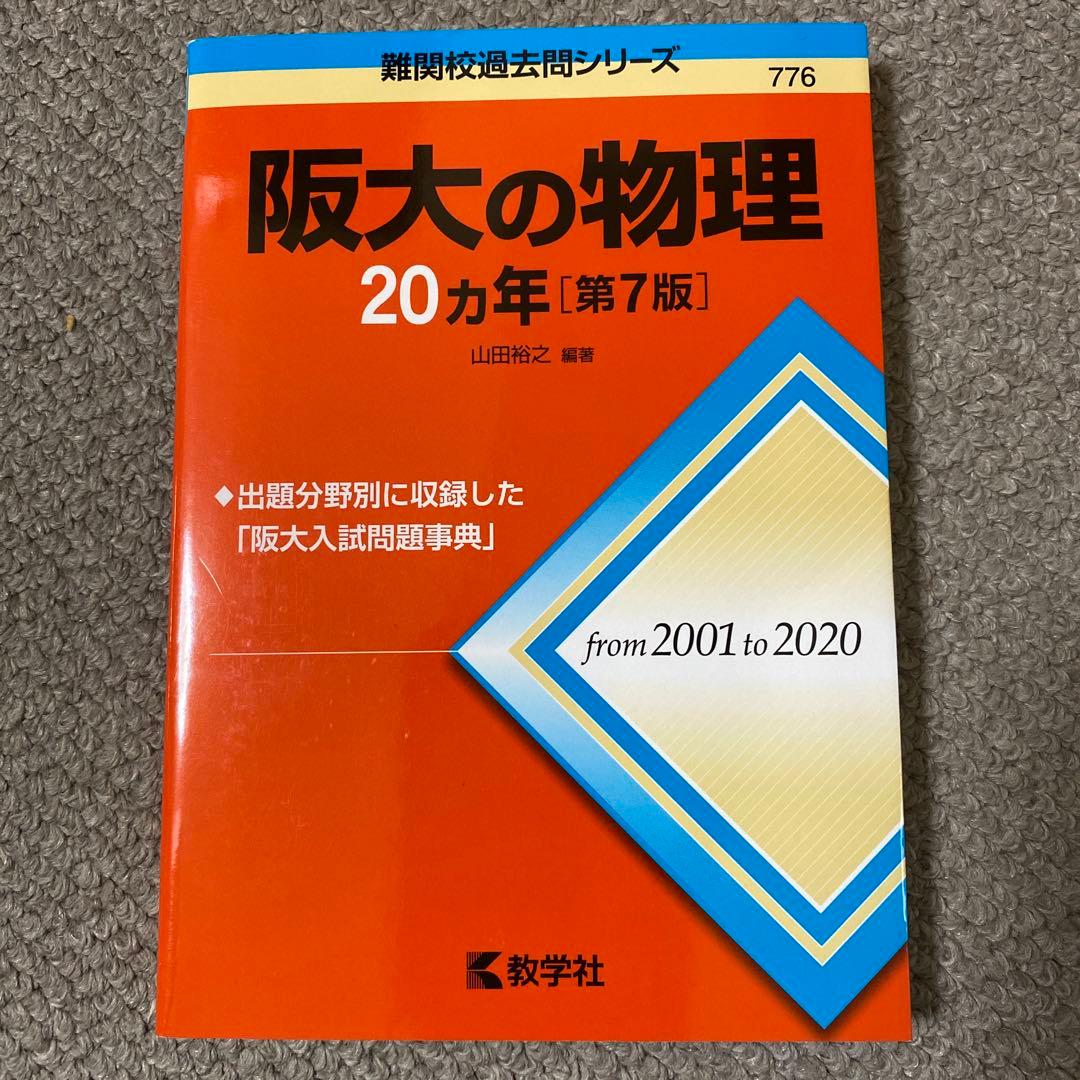 難関校過去問シリーズ
776
阪大の物理
20ヵ年[第7版]
山田裕之 編著
◆出題分野別に収録した
「阪大入試問題事典」
from 2001 to 2020
教学社